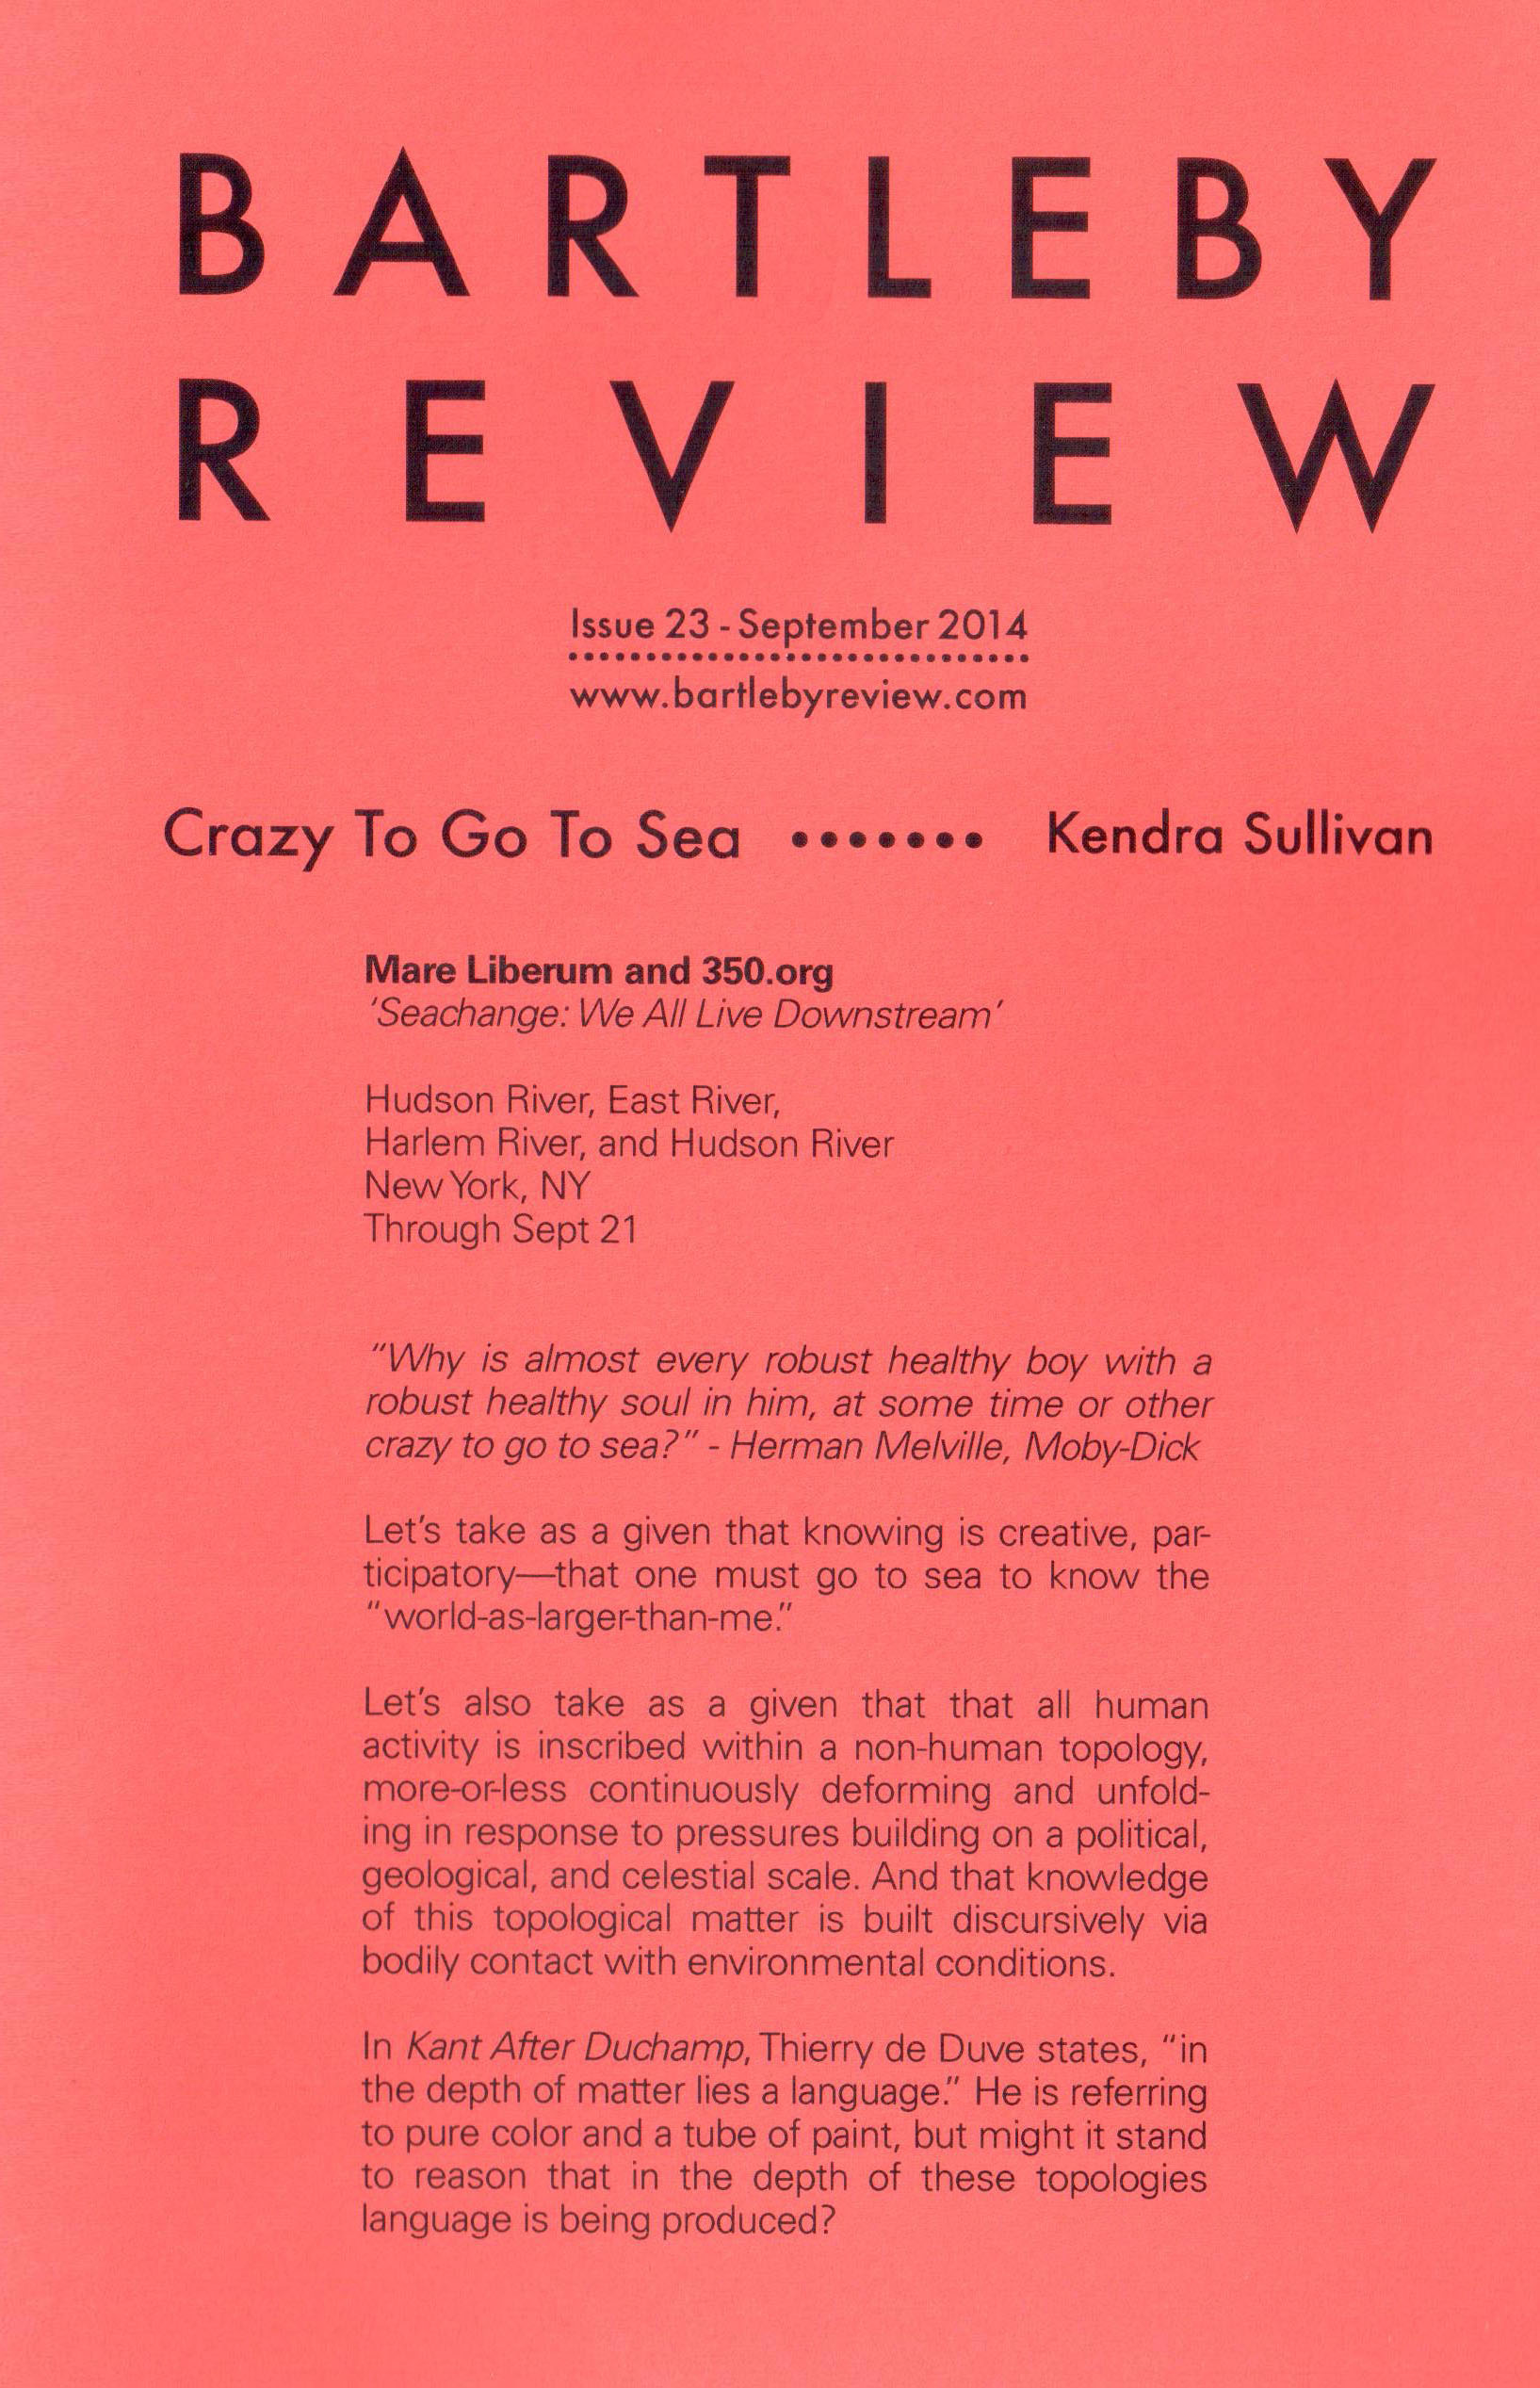 BARTLEBY
REVIEW
Issue 23 - September 2014
www.bartlebyreview.com
Crazy To Go To Sea ....... Kendra Sullivan
Mare Liberum and 350.org
'Seachange: We All Live Downstream'
Hudson River, East River,
Harlem River, and Hudson River
New York, NY
Through Sept 21
"Why is almost every robust healthy boy with a
robust healthy soul in him, at some time or other
crazy to go to sea?" - Herman Melville, Moby-Dick
Let's take as a given that knowing is creative, par-
ticipatory—that one must go to sea to know the
"world-as-larger-than-me."
Let's also take as a given that that all human
activity is inscribed within a non-human topology,
more-or-less continuously deforming and unfold-
ing in response to pressures building on a political,
geological, and celestial scale. And that knowledge
of this topological matter is built discursively via
bodily contact with environmental conditions.
In Kant After Duchamp, Thierry de Duve states, "in
the depth of matter lies a language." He is referring
to pure color and a tube of paint, but might it stand
to reason that in the depth of these topologies
language is being produced?